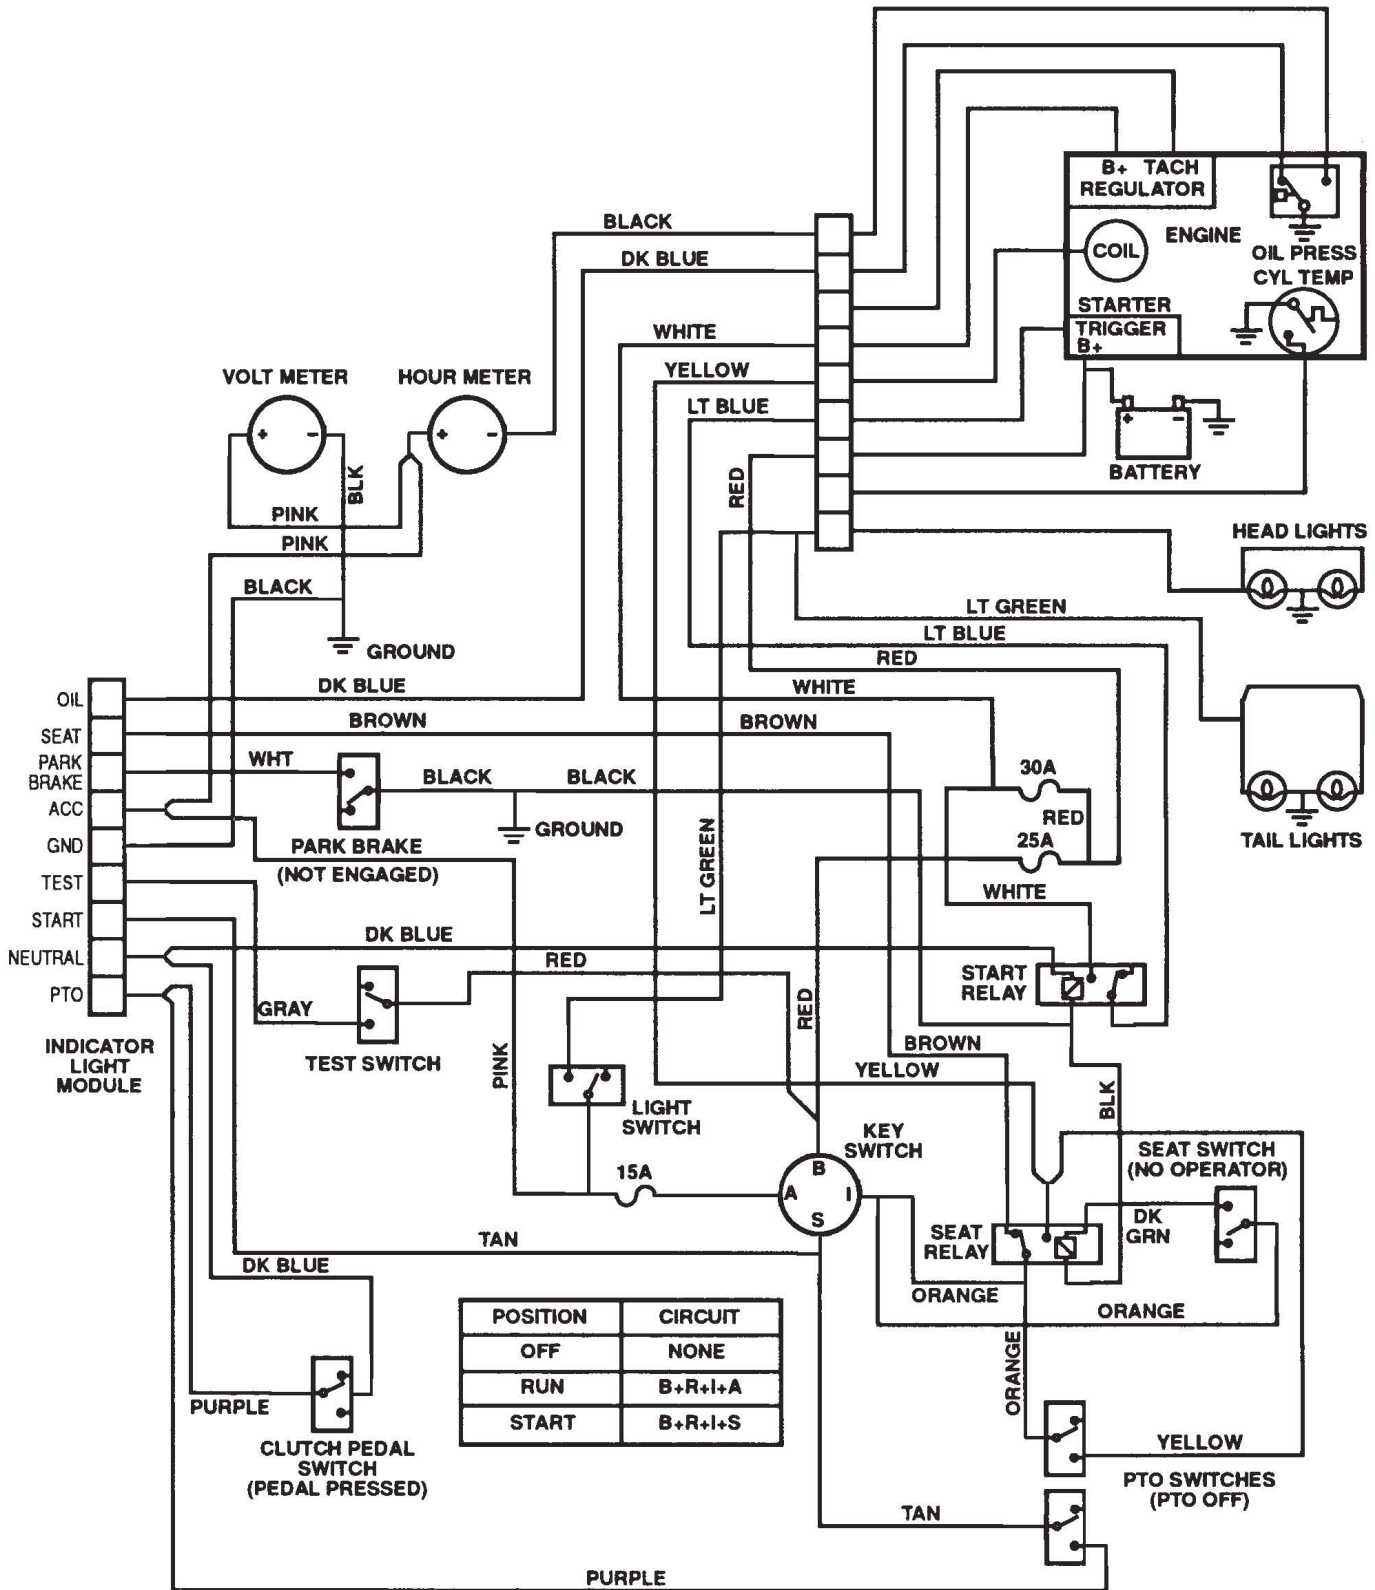 B+ TACH
REGULATOR
BLACK
ENGINE
COIL
OIL PRESS
DK BLUE
CYL TEMP
STARTER
WHITE
TRIGGER
B+
YELLOW
VOLT METER
HOUR METER
LT BLUE
+
-
+
-
+
-
BLK
RED
BATTERY
PINK
HEAD LIGHTS
PINK
BLACK
LT GREEN
LT BLUE
GROUND
RED
DK BLUE
WHITE
OIL
BROWN
BROWN
SEAT
WHT
PARK
BRAKE
BLACK
BLACK
30A
ACC
RED
GROUND
TAIL LIGHTS
GND
PARK BRAKE
(NOT ENGAGED)
25A
TEST
WHITE
LT GREEN
START
DK BLUE
NEUTRAL
RED
START
RELAY
PTO
GRAY
RED
INDICATOR
LIGHT
MODULE
TEST SWITCH
PINK
BROWN
YELLOW
BLK
LIGHT
SWITCH
KEY
SWITCH
SEAT SWITCH
(NO OPERATOR)
15A
B
A
I
S
DK
GRN
SEAT
RELAY
TAN
DK BLUE
ORANGE
ORANGE
POSITION CIRCUIT
OFF NONE
RUN B+R+I+A
START B+R+I+S
ORANGE
PURPLE
YELLOW
CLUTCH PEDAL
SWITCH
(PEDAL PRESSED)
PTO SWITCHES
(PTO OFF)
TAN
PURPLE